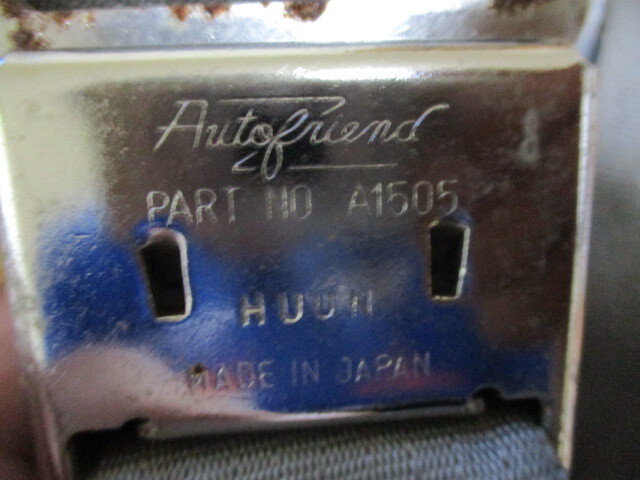 Autofriend
PART NO A1505
MADE IN JAPAN